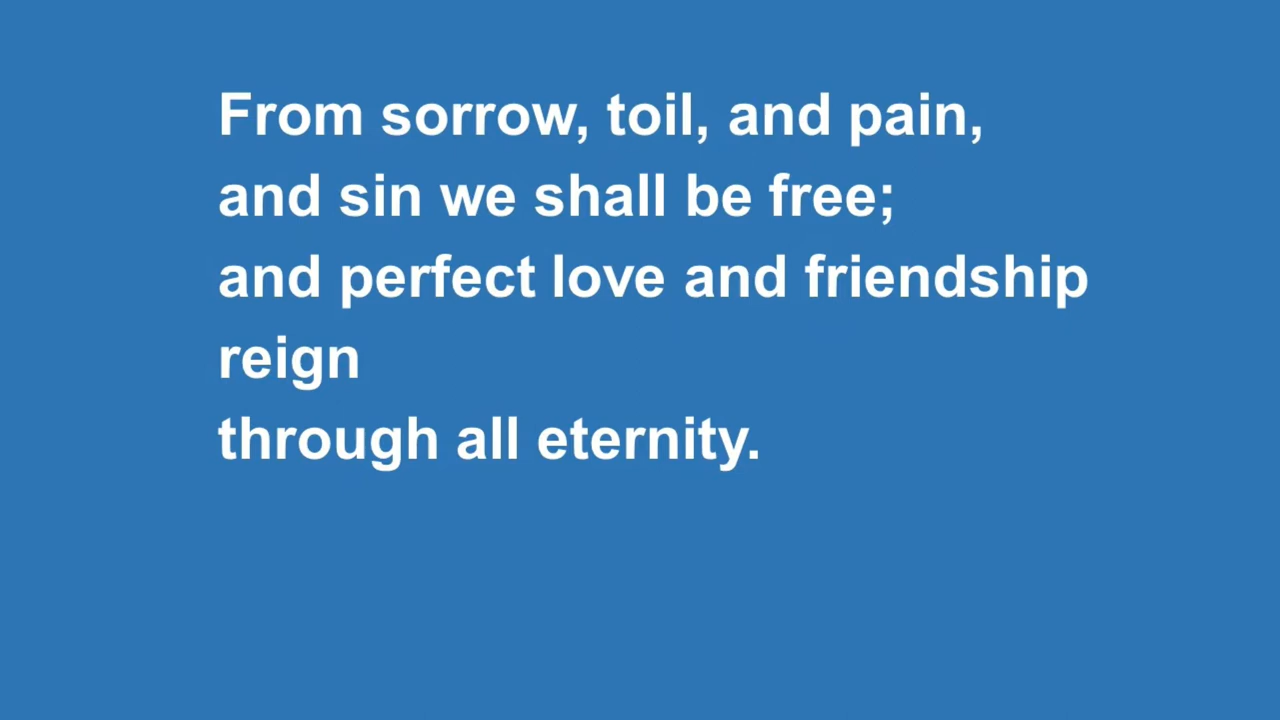 From sorrow, toil, and pain,
and sin we shall be free;
and perfect love and friendship
reign
through all eternity.